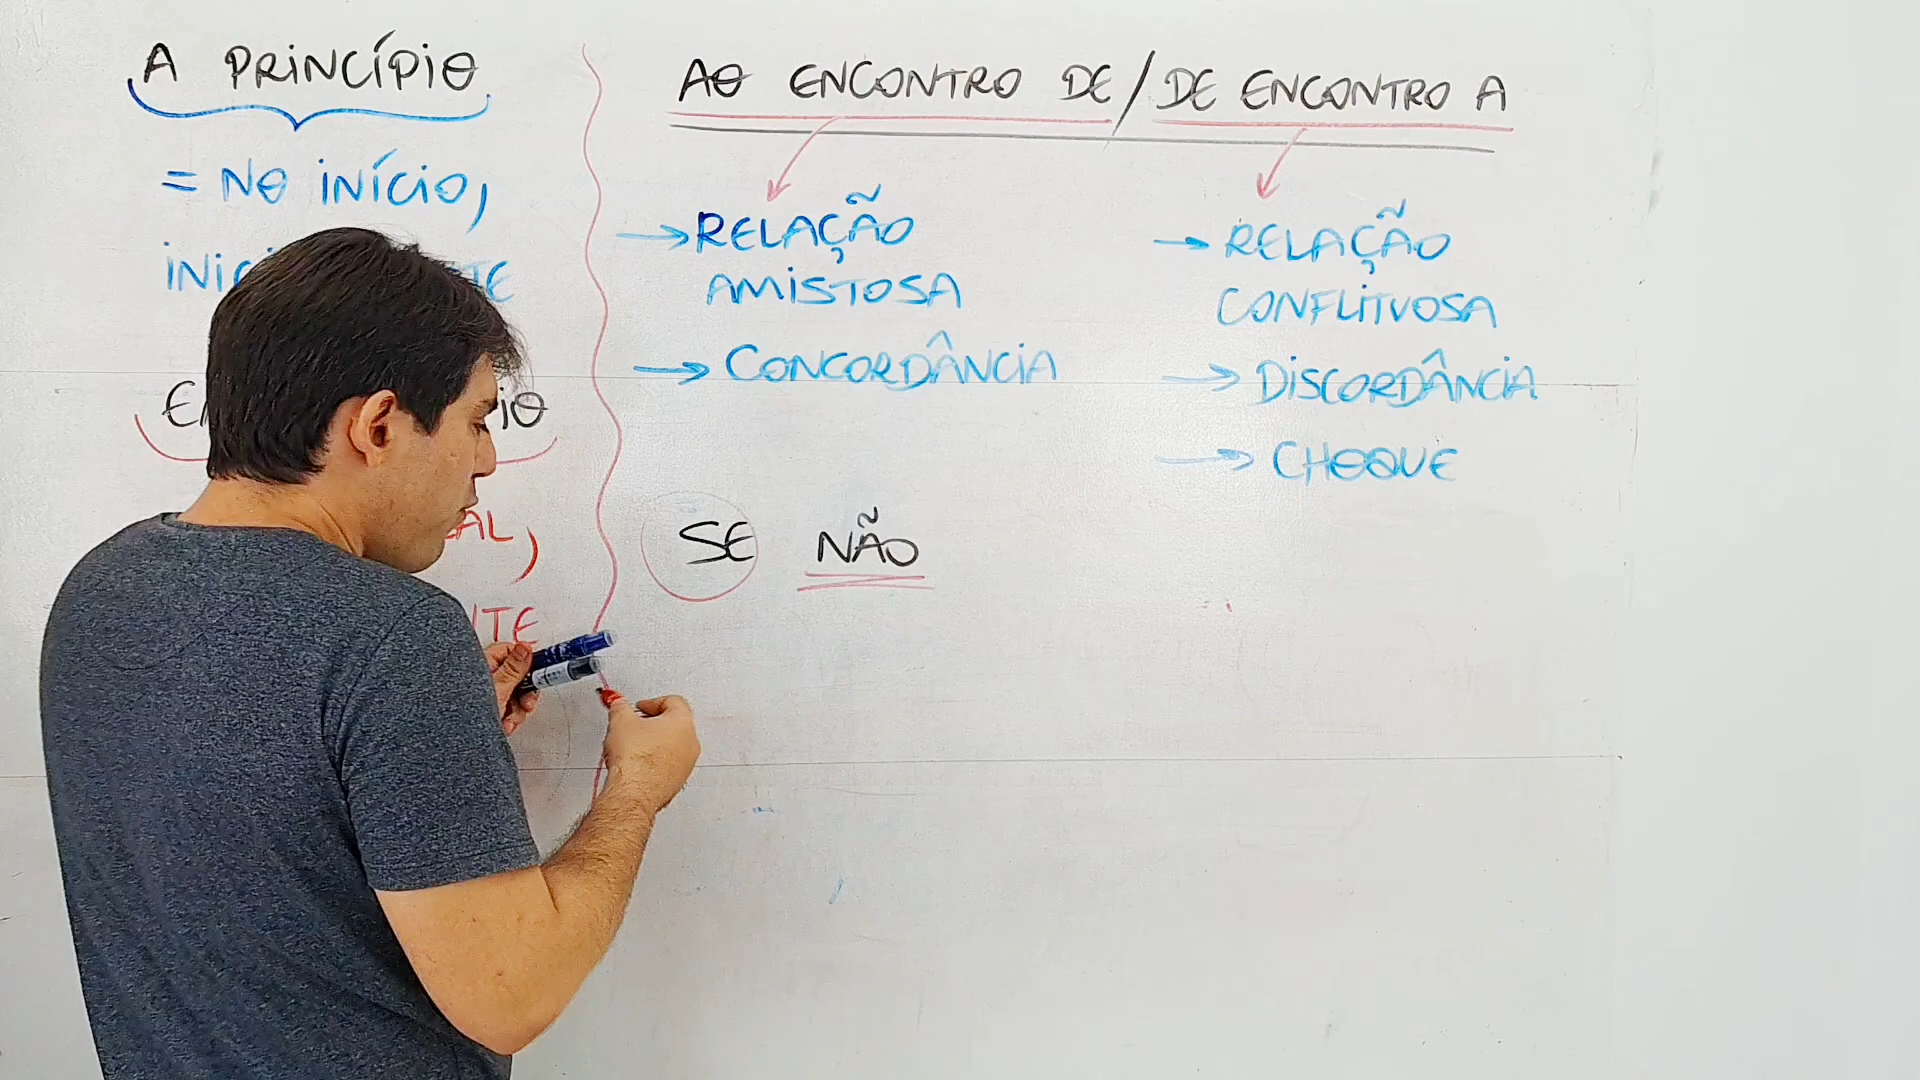 A PRINCÍPIO
= NO INÍCIO,
AO ENCONTRO DE / DE ENCONTRO A
→ RELAÇÃO
AMISTOSA
→ CONCORDÂNCIA
→ RELAÇÃO
CONFLITUOSA
→ DISCORDÂNCIA
→ CHOQUE
SE NÃO